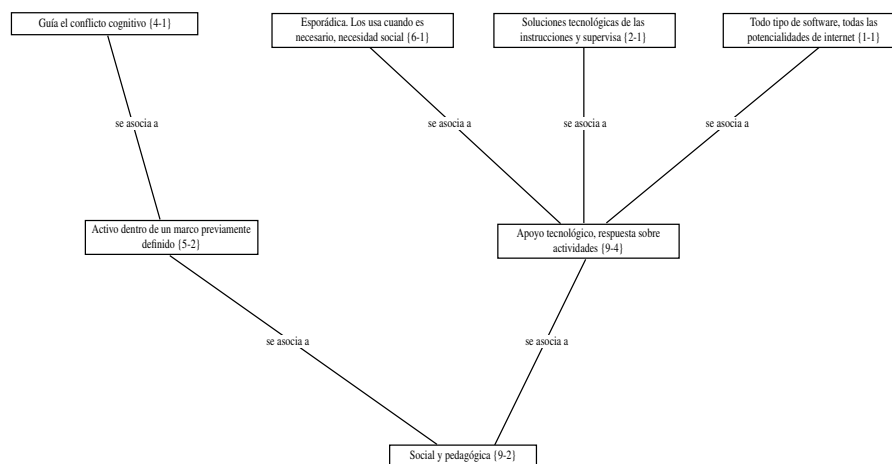 Guía el conflicto cognitivo {4-1}
Esporádica. Los usa cuando es
necesario, necesidad social {6-1}
Soluciones tecnológicas de las
instrucciones y supervisa {2-1}
Todo tipo de software, todas las
potencialidades de internet {1-1}
se asocia a
se asocia a
se asocia a
se asocia a
Activo dentro de un marco previamente
definido {5-2}
Apoyo tecnológico, respuesta sobre
actividades {9-4}
se asocia a
se asocia a
Social y pedagógica {9-2}